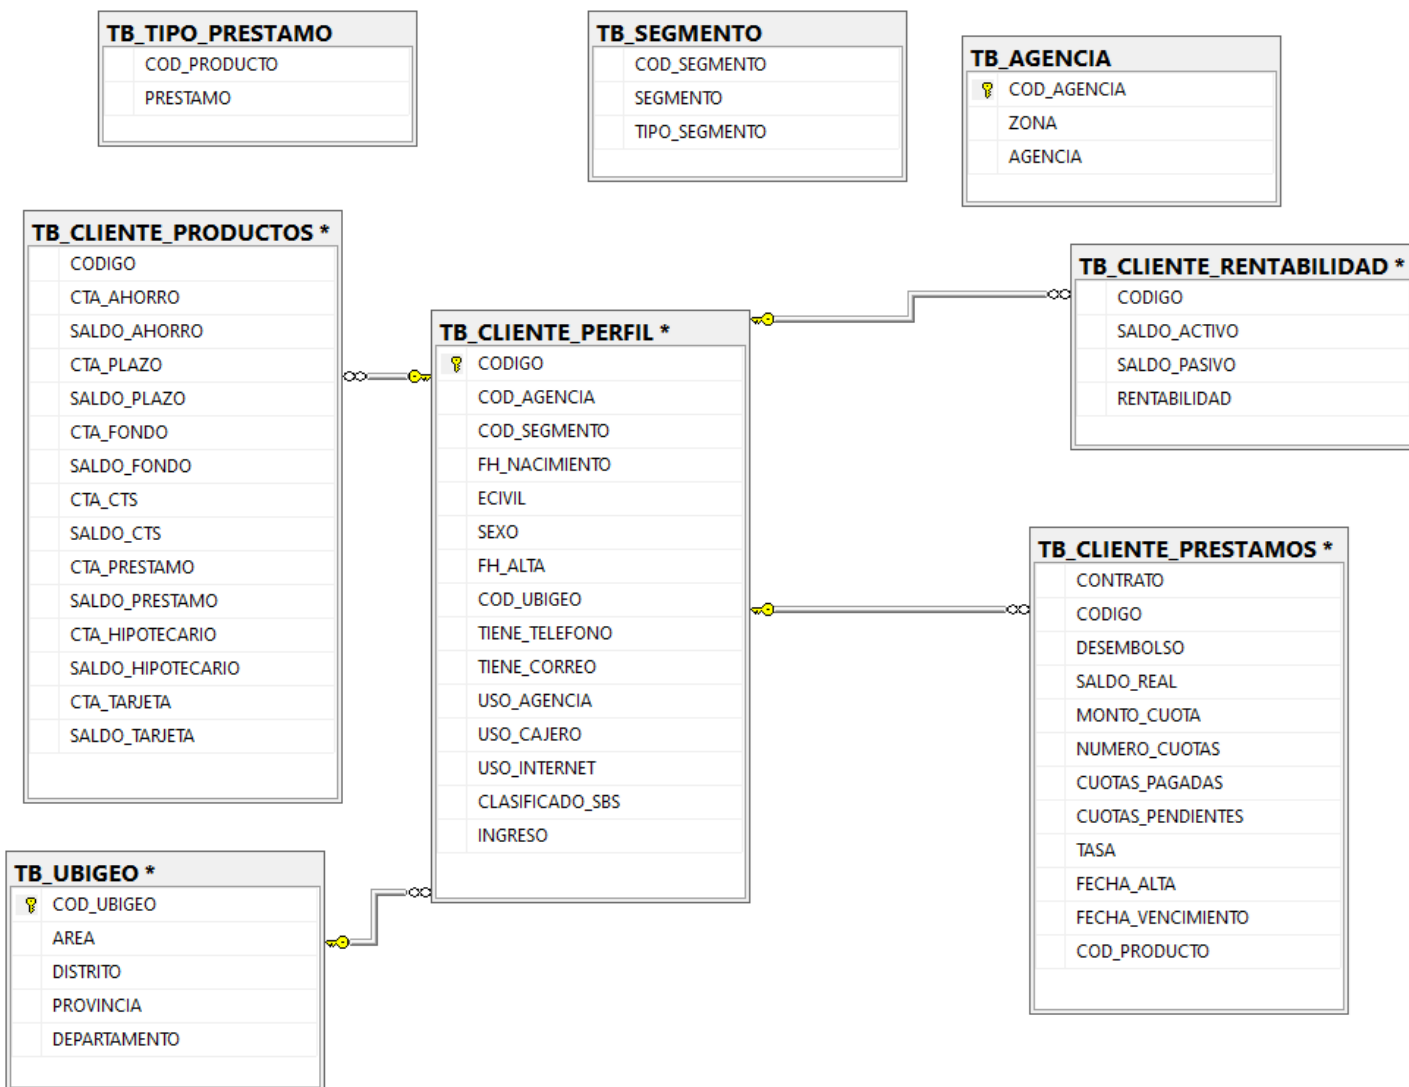 TB_TIPO_PRESTAMO
COD_PRODUCTO
PRESTAMO
TB_SEGMENTO
COD_SEGMENTO
SEGMENTO
TIPO_SEGMENTO
TB_AGENCIA
COD_AGENCIA
ZONA
AGENCIA
TB_CLIENTE_PRODUCTOS *
CODIGO
CTA_AHORRO
SALDO_AHORRO
CTA_PLAZO
SALDO_PLAZO
CTA_FONDO
SALDO_FONDO
CTA_CTS
SALDO_CTS
CTA_PRESTAMO
SALDO_PRESTAMO
CTA_HIPOTECARIO
SALDO_HIPOTECARIO
CTA_TARJETA
SALDO_TARJETA
TB_CLIENTE_PERFIL *
CODIGO
COD_AGENCIA
COD_SEGMENTO
FH_NACIMIENTO
ECIVIL
SEXO
FH_ALTA
COD_UBIGEO
TIENE_TELEFONO
TIENE_CORREO
USO_AGENCIA
USO_CAJERO
USO_INTERNET
CLASIFICADO_SBS
INGRESO
TB_CLIENTE_RENTABILIDAD *
CODIGO
SALDO_ACTIVO
SALDO_PASIVO
RENTABILIDAD
TB_CLIENTE_PRESTAMOS *
CONTRATO
CODIGO
DESEMBOLSO
SALDO_REAL
MONTO_CUOTA
NUMERO_CUOTAS
CUOTAS_PAGADAS
CUOTAS_PENDIENTES
TASA
FECHA_ALTA
FECHA_VENCIMIENTO
COD_PRODUCTO
TB_UBIGEO *
COD_UBIGEO
AREA
DISTRITO
PROVINCIA
DEPARTAMENTO